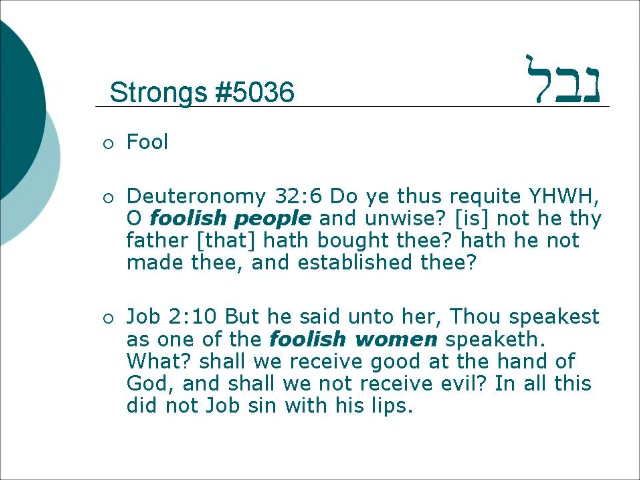 Strongs #5036 נבל
Fool
Deuteronomy 32:6 Do ye thus requite YHWH,
O foolish people and unwise? [is] not he thy
father [that] hath bought thee? hath he not
made thee, and established thee?
Job 2:10 But he said unto her, Thou speakest
as one of the foolish women speaketh.
What? shall we receive good at the hand of
God, and shall we not receive evil? In all this
did not Job sin with his lips.